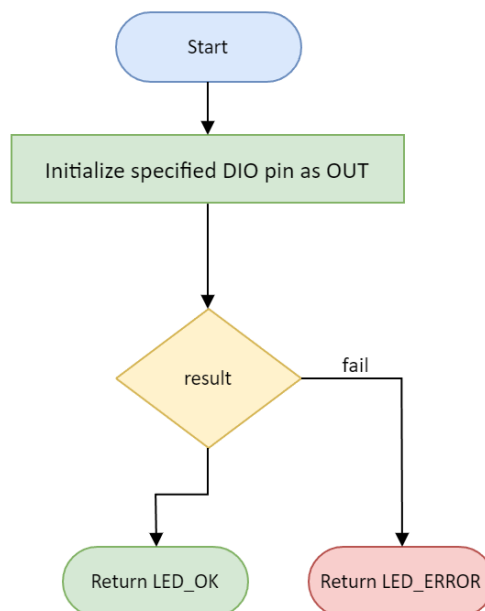 Start
Initialize specified DIO pin as OUT
result
fail
Return LED_OK
Return LED_ERROR